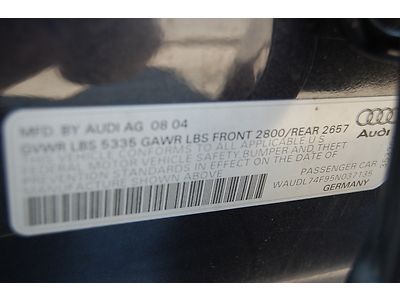 MFD BY AUDI AG 08 04
GVWR LBS 5335 GAWR LBS FRONT 2800/REAR 2657
THIS VEHICLE CONFORMS TO ALL APPLICABLE U S
FEDERAL MOTOR VEHICLE SAFETY BUMPER AND THEFT
PREVENTION STANDARDS IN EFFECT ON THE DATE OF
MANUFACTURE SHOWN ABOVE
Audi
PASSENGER CAR
WAUDL74F95N037135
GERMANY